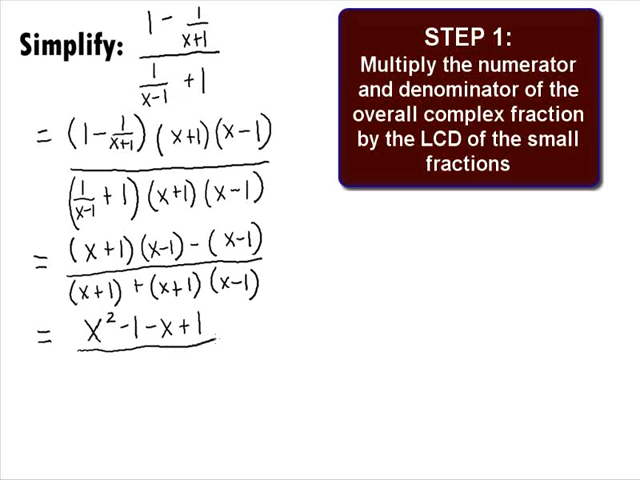 Simplify: (1 - 1/(x+1)) / (1/(x-1) + 1)
STEP 1:
Multiply the numerator
and denominator of the
overall complex fraction
by the LCD of the small
fractions
= (1 - 1/(x+1)) (x+1) (x-1)
(1/(x-1) + 1) (x+1) (x-1)
= (x+1) (x-1) - (x-1)
(x+1) + (x+1) (x-1)
= x² - 1 - x + 1